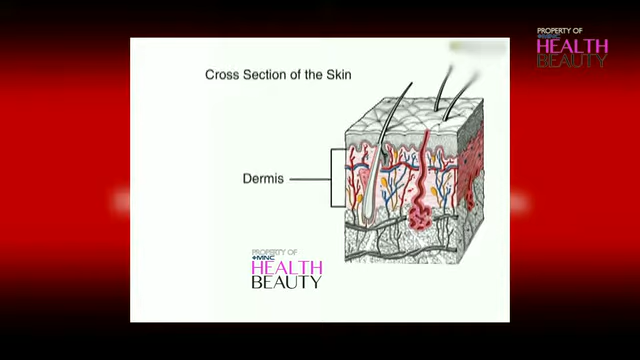 PROPERTY OF
MNC
HEALTH
BEAUTY
Cross Section of the Skin
Dermis
PROPERTY OF
MNC
HEALTH
BEAUTY